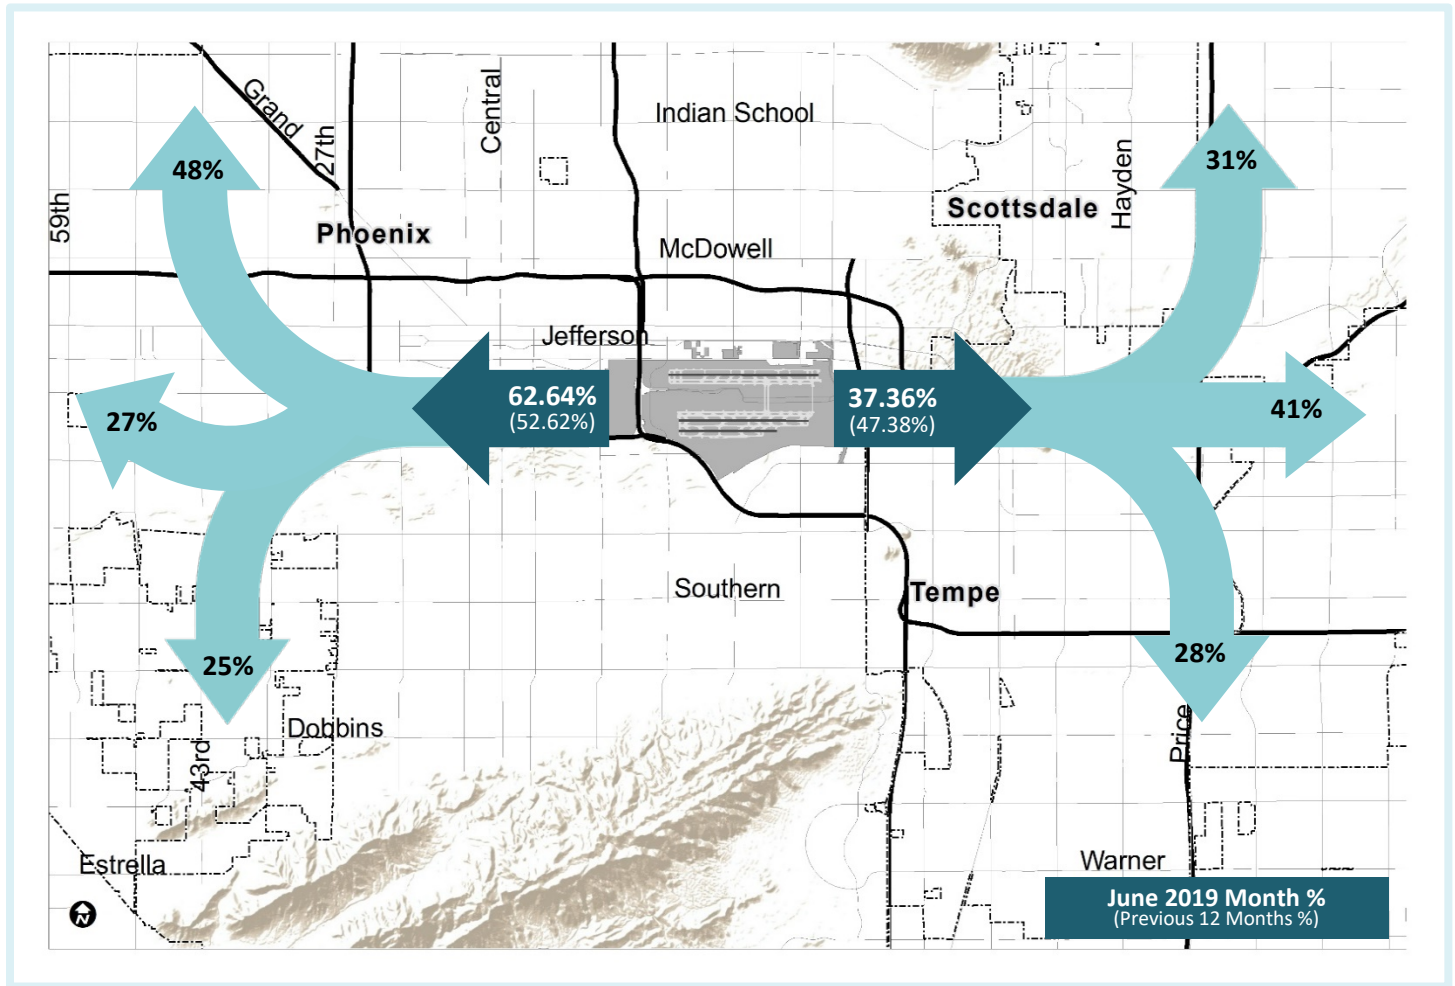 Grand
27th
Central
Indian School
48%
31%
59th
Hayden
Phoenix
Scottsdale
McDowell
Jefferson
62.64%
(52.62%)
37.36%
(47.38%)
27%
41%
Southern
Tempe
25%
28%
Dobbins
43rd
Price
Estrella
Warner
N
June 2019 Month %
(Previous 12 Months %)